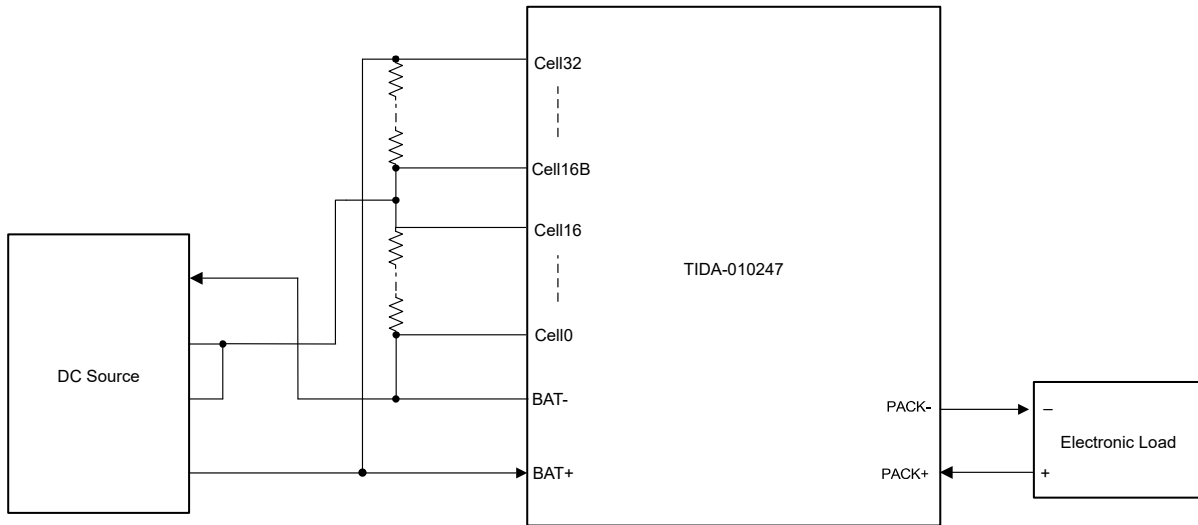 Cell32
Cell16B
Cell16
TIDA-010247
Cell0
DC Source
BAT-
PACK-
–
Electronic Load
BAT+
PACK+
+